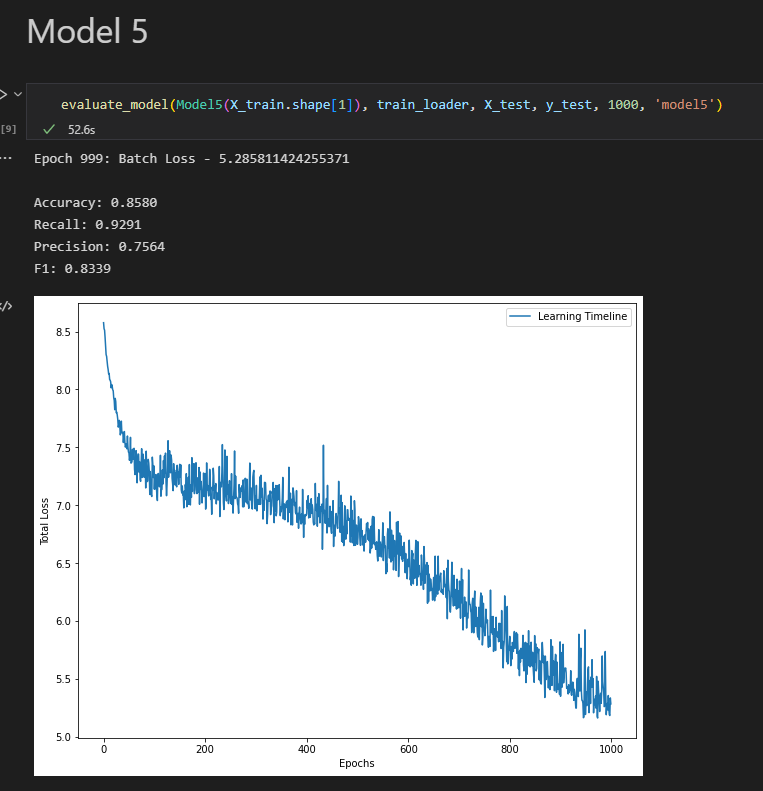 Model 5
evaluate_model(Model5(X_train.shape[1]), train_loader, X_test, y_test, 1000, 'model5')
[9]
52.6s
...
Epoch 999: Batch Loss - 5.285811424255371
Accuracy: 0.8580
Recall: 0.9291
Precision: 0.7564
F1: 0.8339
</>
Learning Timeline
8.5
8.0
7.5
7.0
6.5
6.0
5.5
5.0
Total Loss
0 200 400 600 800 1000
Epochs